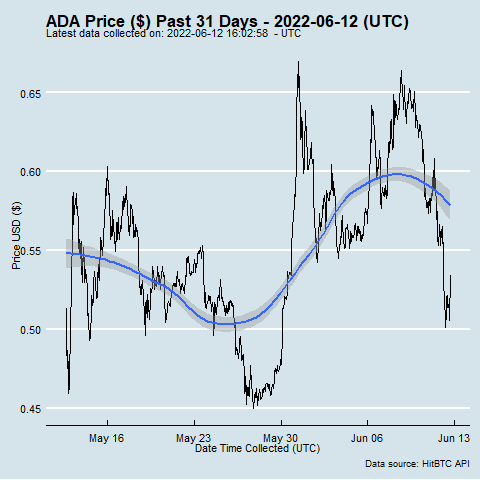 ADA Price ($) Past 31 Days - 2022-06-12 (UTC)
Latest data collected on: 2022-06-12 16:02:58 - UTC
0.65
0.60
0.55
0.50
0.45
Price USD ($)
May 16
May 23
May 30
Jun 06
Jun 13
Date Time Collected (UTC)
Data source: HitBTC API